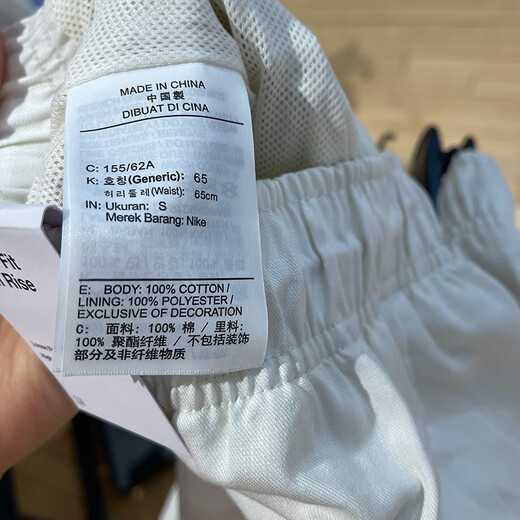 MADE IN CHINA
中国製
DIBUAT DI CINA
C: 155/62A
K: 호칭(Generic): 65
허리둘레(Waist): 65cm
IN: Ukuran: S
Merek Barang: Nike
E: BODY: 100% COTTON/
LINING: 100% POLYESTER/
EXCLUSIVE OF DECORATION
C: 面料: 100% 棉 / 里料:
100% 聚酯纤维 / 不包括装饰
部分及非纤维物质
Fit
Rise